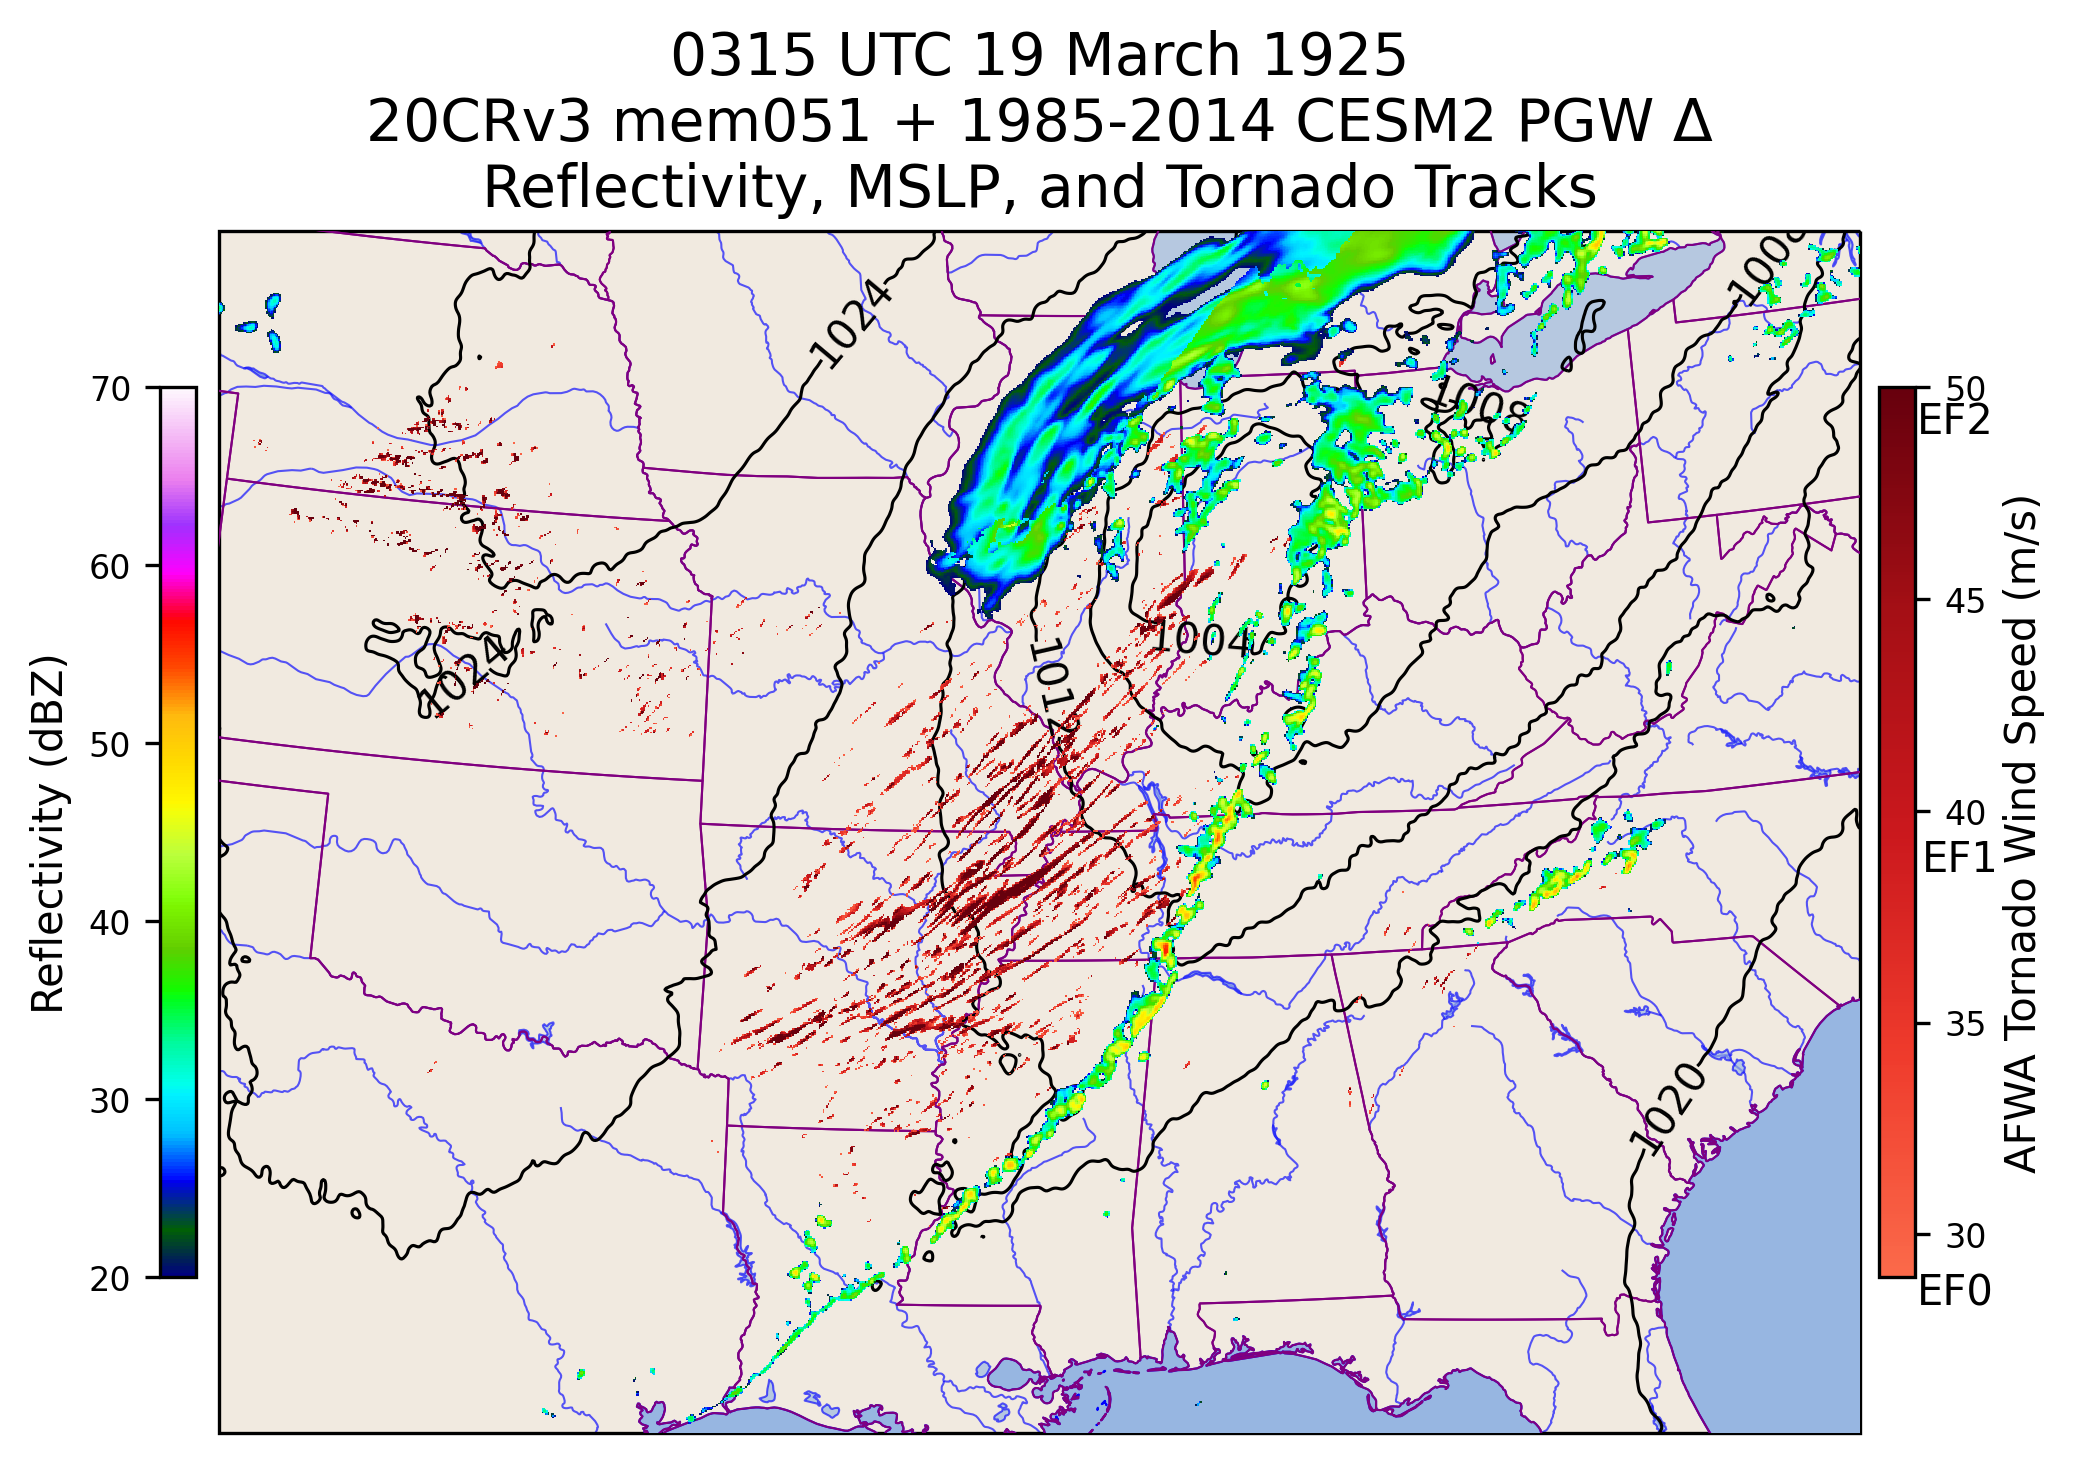 0315 UTC 19 March 1925
20CRv3 mem051 + 1985-2014 CESM2 PGW Δ
Reflectivity, MSLP, and Tornado Tracks
Reflectivity (dBZ)
70
60
50
40
30
20
1024
1008
1008
1024
1004
1012
1020
50
EF2
45
40
EF1
35
30
EF0
AFWA Tornado Wind Speed (m/s)